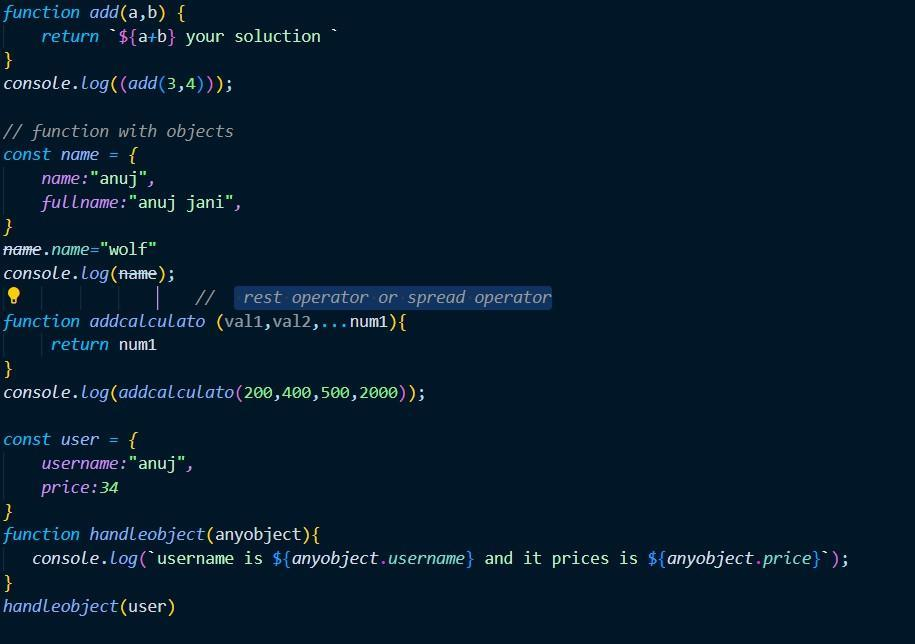 function add(a,b) {
return `${a+b} your soluction `
}
console.log((add(3,4)));
// function with objects
const name = {
name:"anuj",
fullname:"anuj jani",
}
name.name="wolf"
console.log(name);
// rest operator or spread operator
function addcalculato (val1,val2,...num1){
return num1
}
console.log(addcalculato(200,400,500,2000));
const user = {
username:"anuj",
price:34
}
function handleobject(anyobject){
console.log(`username is ${anyobject.username} and it prices is ${anyobject.price}`);
}
handleobject(user)